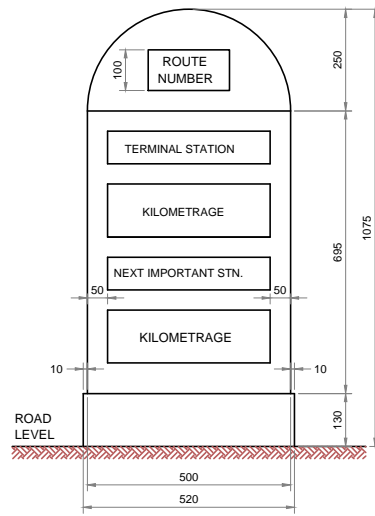 ROUTE
NUMBER
100
250
TERMINAL STATION
KILOMETRAGE
1075
695
NEXT IMPORTANT STN.
50
50
KILOMETRAGE
10
10
ROAD
LEVEL
130
500
520